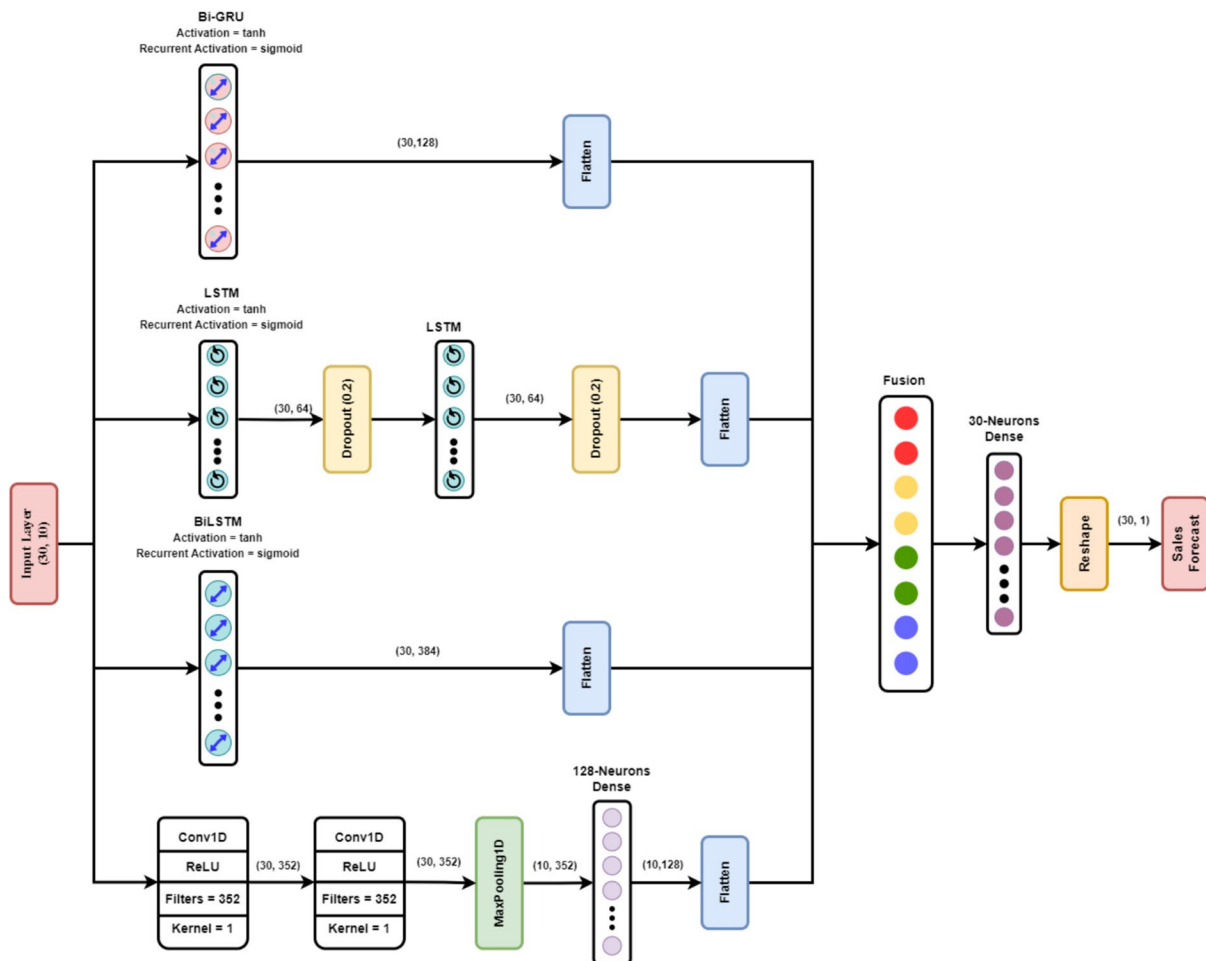 Bi-GRU
Activation = tanh
Recurrent Activation = sigmoid
(30,128)
Flatten
LSTM
Activation = tanh
Recurrent Activation = sigmoid
(30, 64)
Dropout (0.2)
LSTM
(30, 64)
Dropout (0.2)
Flatten
Input Layer
(30, 10)
BiLSTM
Activation = tanh
Recurrent Activation = sigmoid
(30, 384)
Flatten
Conv1D
ReLU
Filters = 352
Kernel = 1
(30, 352)
Conv1D
ReLU
Filters = 352
Kernel = 1
(30, 352)
MaxPooling1D
(10, 352)
128-Neurons
Dense
(10,128)
Flatten
Fusion
30-Neurons
Dense
Reshape
(30, 1)
Sales
Forecast